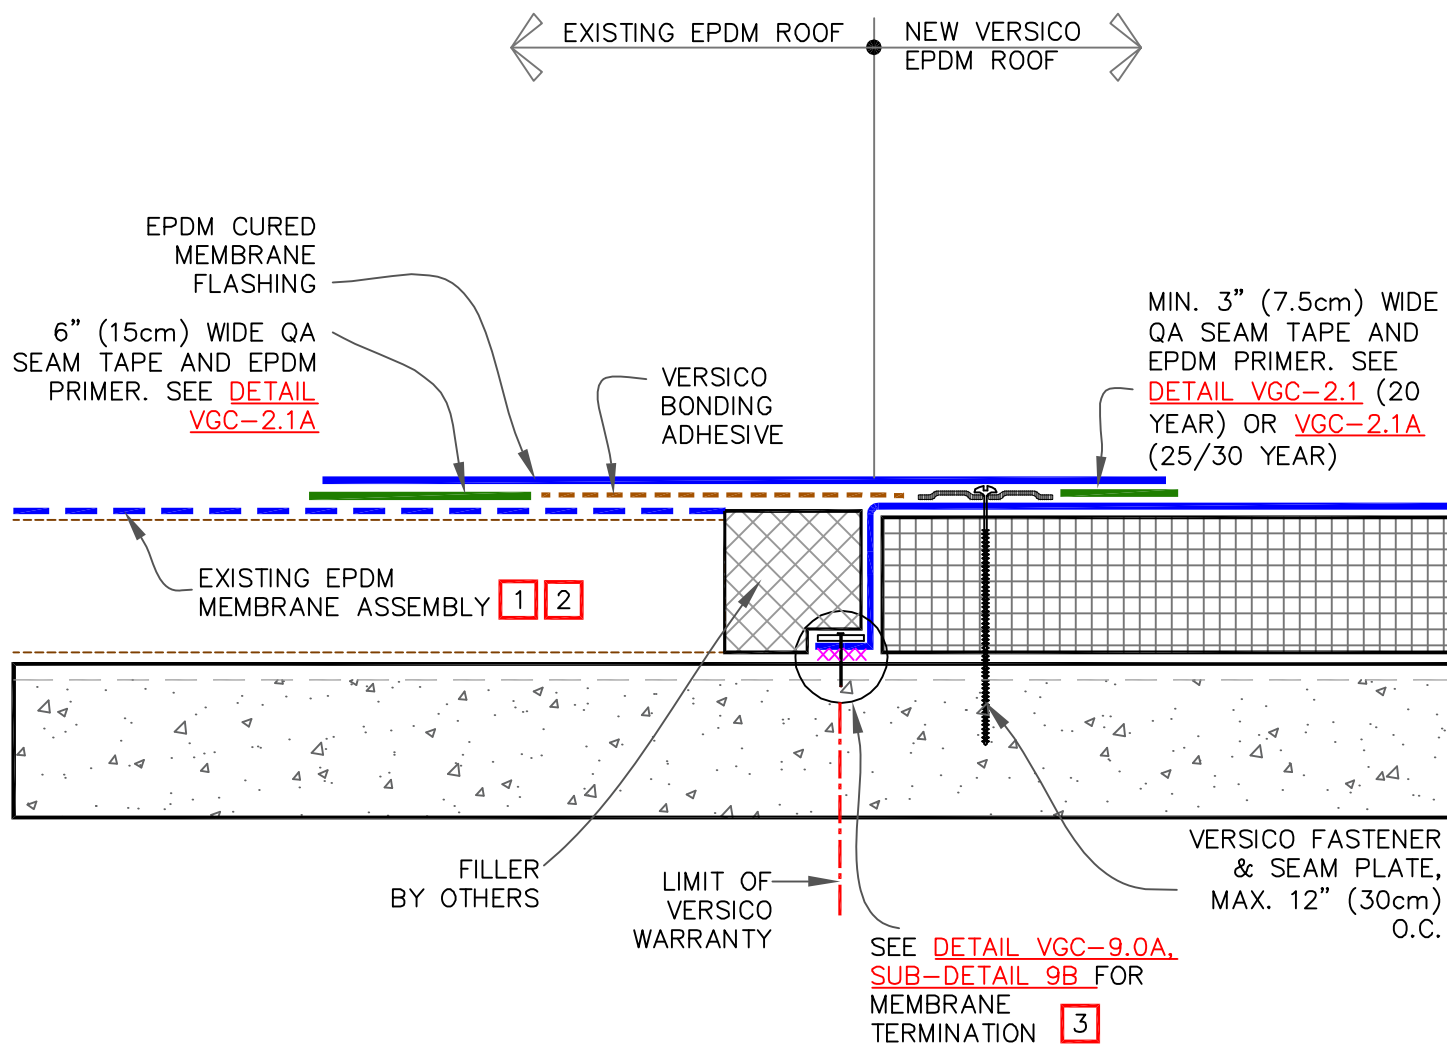 EXISTING EPDM ROOF
NEW VERSICO
EPDM ROOF
EPDM CURED
MEMBRANE
FLASHING
6” (15cm) WIDE QA
SEAM TAPE AND EPDM
PRIMER. SEE DETAIL
VGC-2.1A
VERSICO
BONDING
ADHESIVE
MIN. 3” (7.5cm) WIDE
QA SEAM TAPE AND
EPDM PRIMER. SEE
DETAIL VGC-2.1 (20
YEAR) OR VGC-2.1A
(25/30 YEAR)
EXISTING EPDM
MEMBRANE ASSEMBLY 1 2
FILLER
BY OTHERS
LIMIT OF
VERSICO
WARRANTY
VERSICO FASTENER
& SEAM PLATE,
MAX. 12” (30cm)
O.C.
SEE DETAIL VGC-9.0A,
SUB-DETAIL 9B FOR
MEMBRANE
TERMINATION 3